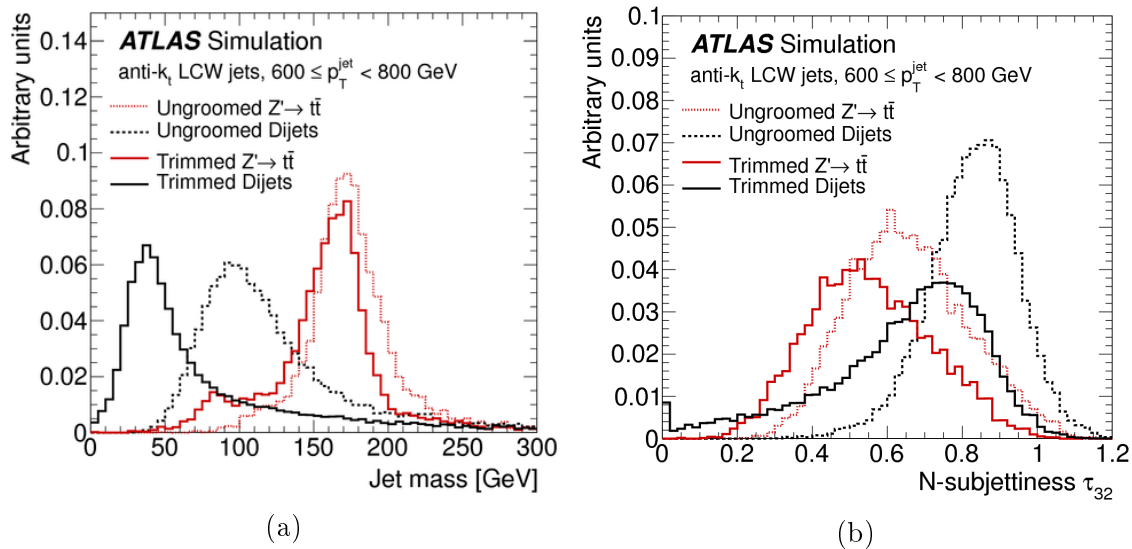 Arbitrary units
0.14
0.12
0.1
0.08
0.06
0.04
0.02
0
ATLAS Simulation
anti-kₜ LCW jets, 600 ≤ p_T^jet < 800 GeV
Ungroomed Z'→ tt̄
Ungroomed Dijets
Trimmed Z'→ tt̄
Trimmed Dijets
0 50 100 150 200 250 300
Jet mass [GeV]
(a)
Arbitrary units
0.1
0.09
0.08
0.07
0.06
0.05
0.04
0.03
0.02
0.01
0
ATLAS Simulation
anti-kₜ LCW jets, 600 ≤ p_T^jet < 800 GeV
Ungroomed Z'→ tt̄
Ungroomed Dijets
Trimmed Z'→ tt̄
Trimmed Dijets
0 0.2 0.4 0.6 0.8 1 1.2
N-subjettiness τ₃₂
(b)